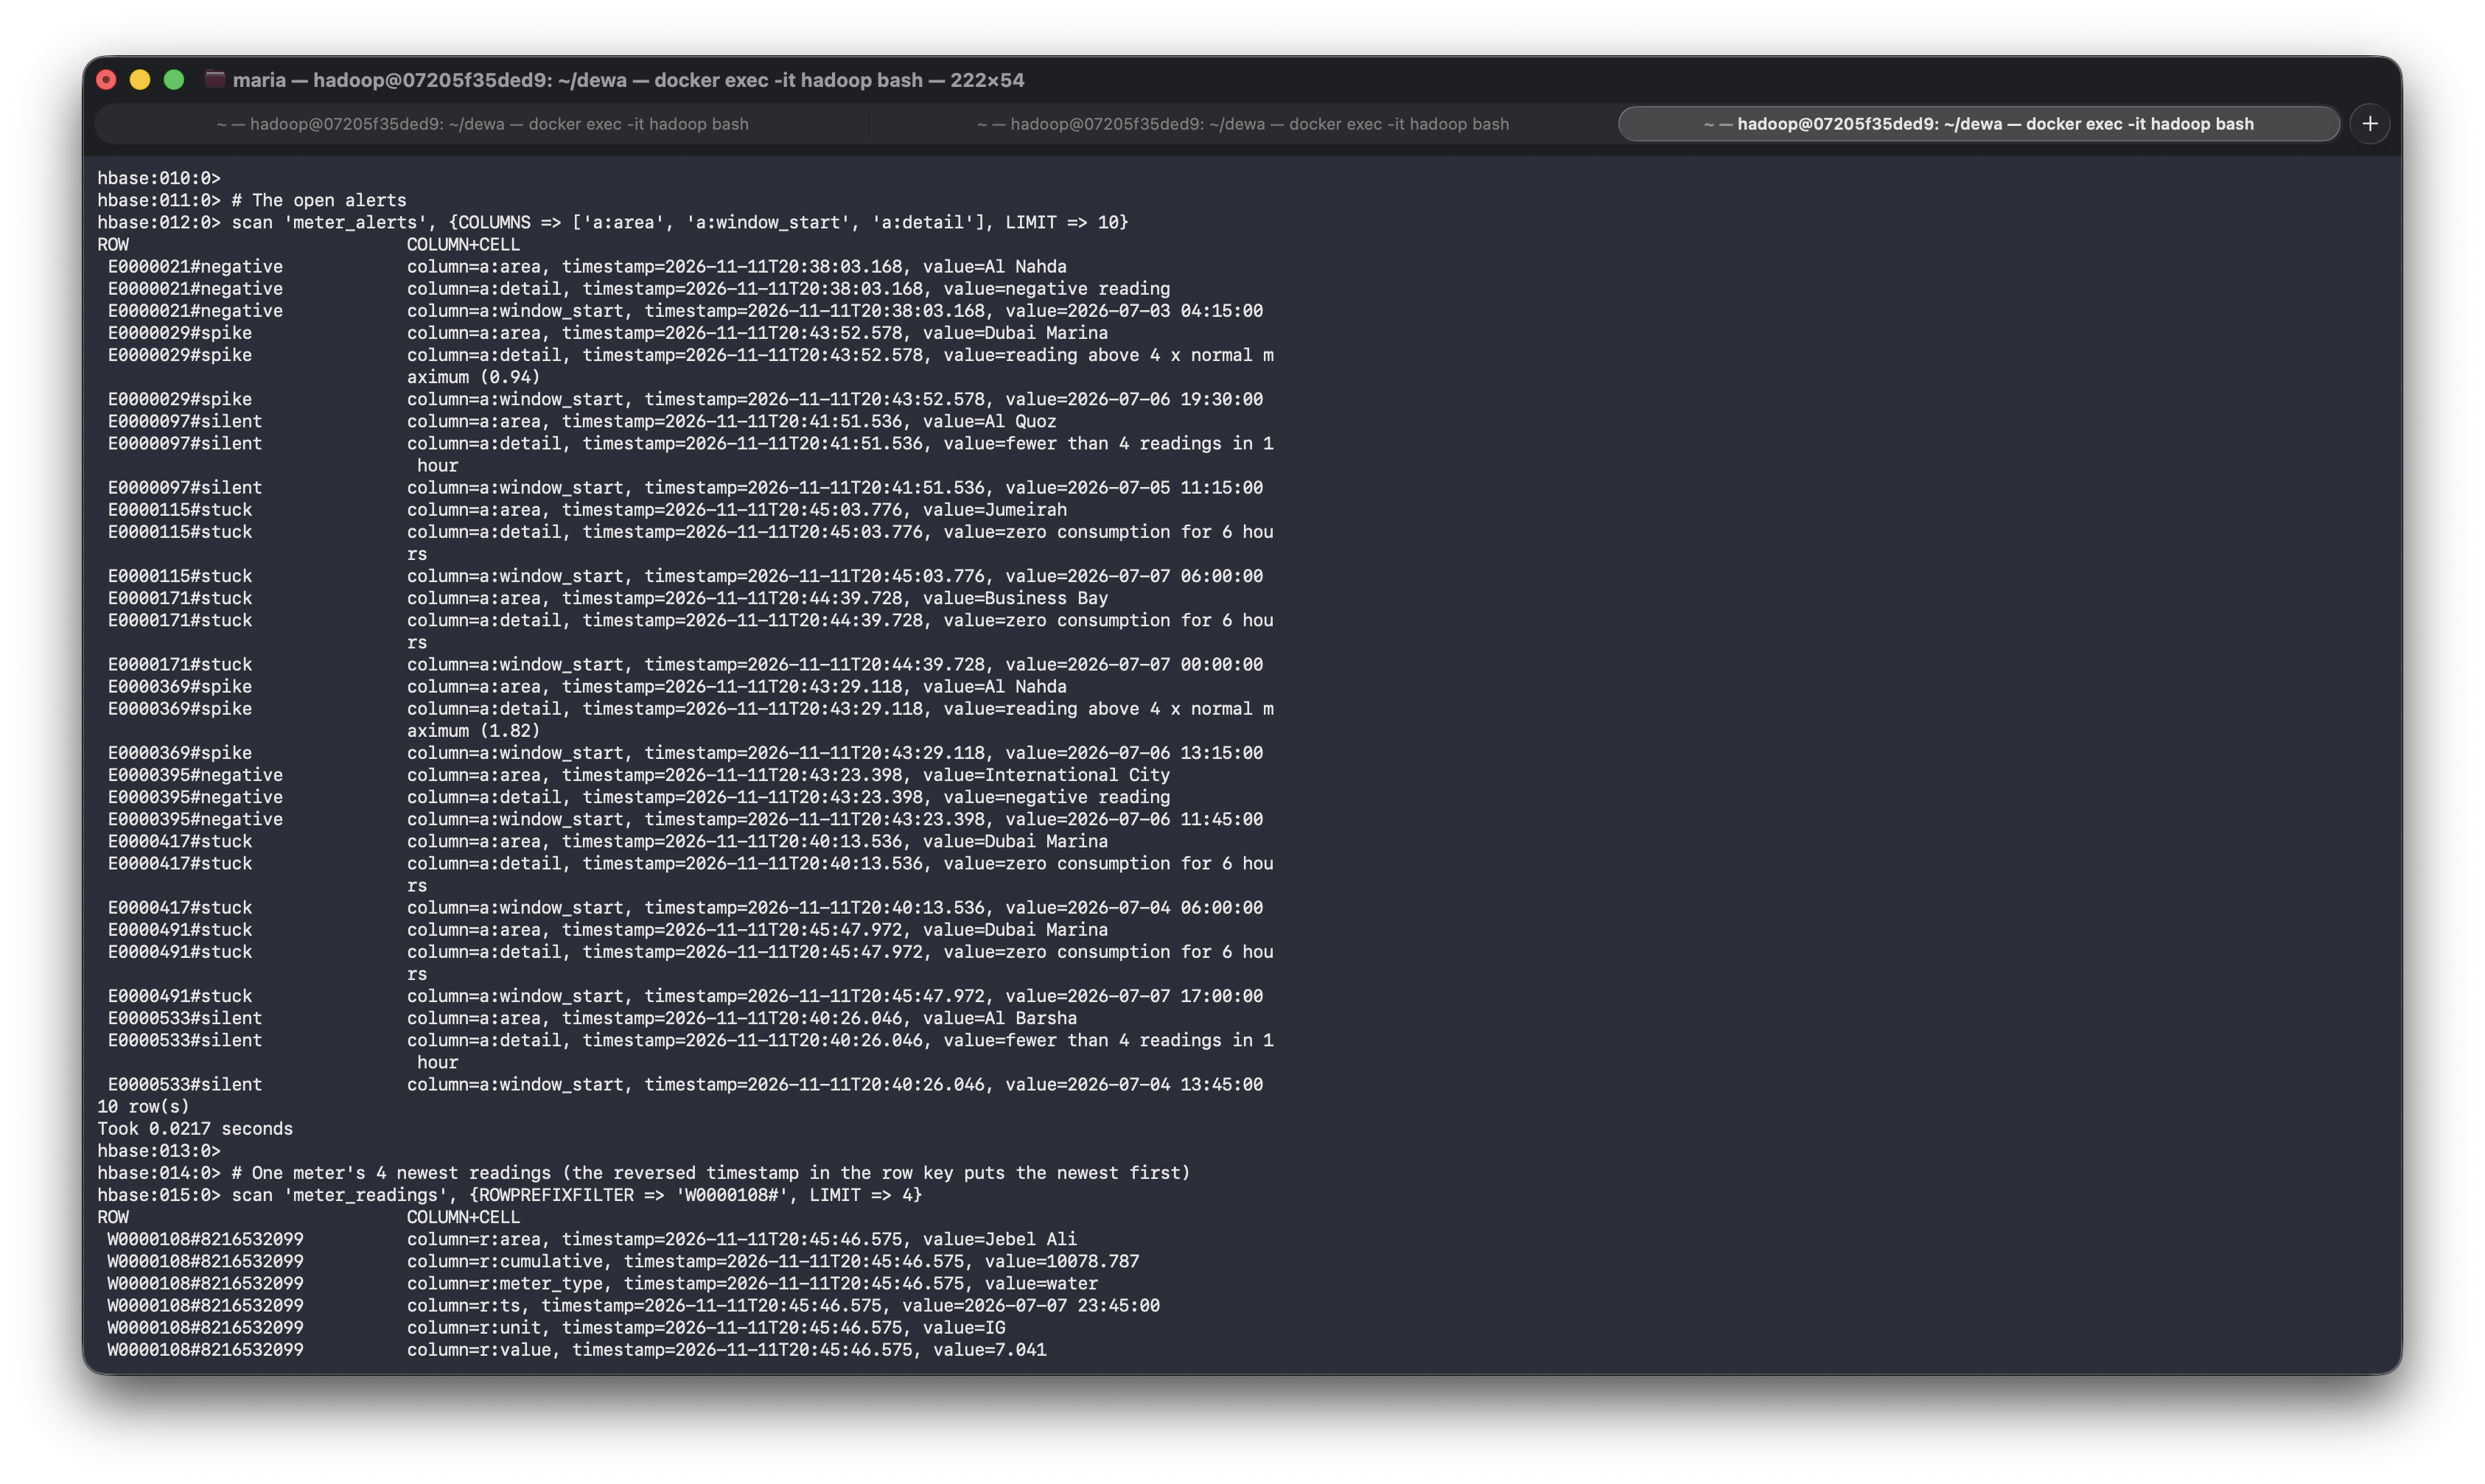 maria — hadoop@07205f35ded9: ~/dewa — docker exec -it hadoop bash — 222×54
~ — hadoop@07205f35ded9: ~/dewa — docker exec -it hadoop bash ~ — hadoop@07205f35ded9: ~/dewa — docker exec -it hadoop bash ~ — hadoop@07205f35ded9: ~/dewa — docker exec -it hadoop bash +
hbase:010:0>
hbase:011:0> # The open alerts
hbase:012:0> scan 'meter_alerts', {COLUMNS => ['a:area', 'a:window_start', 'a:detail'], LIMIT => 10}
ROW COLUMN+CELL
E0000021#negative column=a:area, timestamp=2026-11-11T20:38:03.168, value=Al Nahda
E0000021#negative column=a:detail, timestamp=2026-11-11T20:38:03.168, value=negative reading
E0000021#negative column=a:window_start, timestamp=2026-11-11T20:38:03.168, value=2026-07-03 04:15:00
E0000029#spike column=a:area, timestamp=2026-11-11T20:43:52.578, value=Dubai Marina
E0000029#spike column=a:detail, timestamp=2026-11-11T20:43:52.578, value=reading above 4 x normal m
aximum (0.94)
E0000029#spike column=a:window_start, timestamp=2026-11-11T20:43:52.578, value=2026-07-06 19:30:00
E0000097#silent column=a:area, timestamp=2026-11-11T20:41:51.536, value=Al Quoz
E0000097#silent column=a:detail, timestamp=2026-11-11T20:41:51.536, value=fewer than 4 readings in 1
hour
E0000097#silent column=a:window_start, timestamp=2026-11-11T20:41:51.536, value=2026-07-05 11:15:00
E0000115#stuck column=a:area, timestamp=2026-11-11T20:45:03.776, value=Jumeirah
E0000115#stuck column=a:detail, timestamp=2026-11-11T20:45:03.776, value=zero consumption for 6 hou
rs
E0000115#stuck column=a:window_start, timestamp=2026-11-11T20:45:03.776, value=2026-07-07 06:00:00
E0000171#stuck column=a:area, timestamp=2026-11-11T20:44:39.728, value=Business Bay
E0000171#stuck column=a:detail, timestamp=2026-11-11T20:44:39.728, value=zero consumption for 6 hou
rs
E0000171#stuck column=a:window_start, timestamp=2026-11-11T20:44:39.728, value=2026-07-07 00:00:00
E0000369#spike column=a:area, timestamp=2026-11-11T20:43:29.118, value=Al Nahda
E0000369#spike column=a:detail, timestamp=2026-11-11T20:43:29.118, value=reading above 4 x normal m
aximum (1.82)
E0000369#spike column=a:window_start, timestamp=2026-11-11T20:43:29.118, value=2026-07-06 13:15:00
E0000395#negative column=a:area, timestamp=2026-11-11T20:43:23.398, value=International City
E0000395#negative column=a:detail, timestamp=2026-11-11T20:43:23.398, value=negative reading
E0000395#negative column=a:window_start, timestamp=2026-11-11T20:43:23.398, value=2026-07-06 11:45:00
E0000417#stuck column=a:area, timestamp=2026-11-11T20:40:13.536, value=Dubai Marina
E0000417#stuck column=a:detail, timestamp=2026-11-11T20:40:13.536, value=zero consumption for 6 hou
rs
E0000417#stuck column=a:window_start, timestamp=2026-11-11T20:40:13.536, value=2026-07-04 06:00:00
E0000491#stuck column=a:area, timestamp=2026-11-11T20:45:47.972, value=Dubai Marina
E0000491#stuck column=a:detail, timestamp=2026-11-11T20:45:47.972, value=zero consumption for 6 hou
rs
E0000491#stuck column=a:window_start, timestamp=2026-11-11T20:45:47.972, value=2026-07-07 17:00:00
E0000533#silent column=a:area, timestamp=2026-11-11T20:40:26.046, value=Al Barsha
E0000533#silent column=a:detail, timestamp=2026-11-11T20:40:26.046, value=fewer than 4 readings in 1
hour
E0000533#silent column=a:window_start, timestamp=2026-11-11T20:40:26.046, value=2026-07-04 13:45:00
10 row(s)
Took 0.0217 seconds
hbase:013:0>
hbase:014:0> # One meter's 4 newest readings (the reversed timestamp in the row key puts the newest first)
hbase:015:0> scan 'meter_readings', {ROWPREFIXFILTER => 'W0000108#', LIMIT => 4}
ROW COLUMN+CELL
W0000108#8216532099 column=r:area, timestamp=2026-11-11T20:45:46.575, value=Jebel Ali
W0000108#8216532099 column=r:cumulative, timestamp=2026-11-11T20:45:46.575, value=10078.787
W0000108#8216532099 column=r:meter_type, timestamp=2026-11-11T20:45:46.575, value=water
W0000108#8216532099 column=r:ts, timestamp=2026-11-11T20:45:46.575, value=2026-07-07 23:45:00
W0000108#8216532099 column=r:unit, timestamp=2026-11-11T20:45:46.575, value=IG
W0000108#8216532099 column=r:value, timestamp=2026-11-11T20:45:46.575, value=7.041